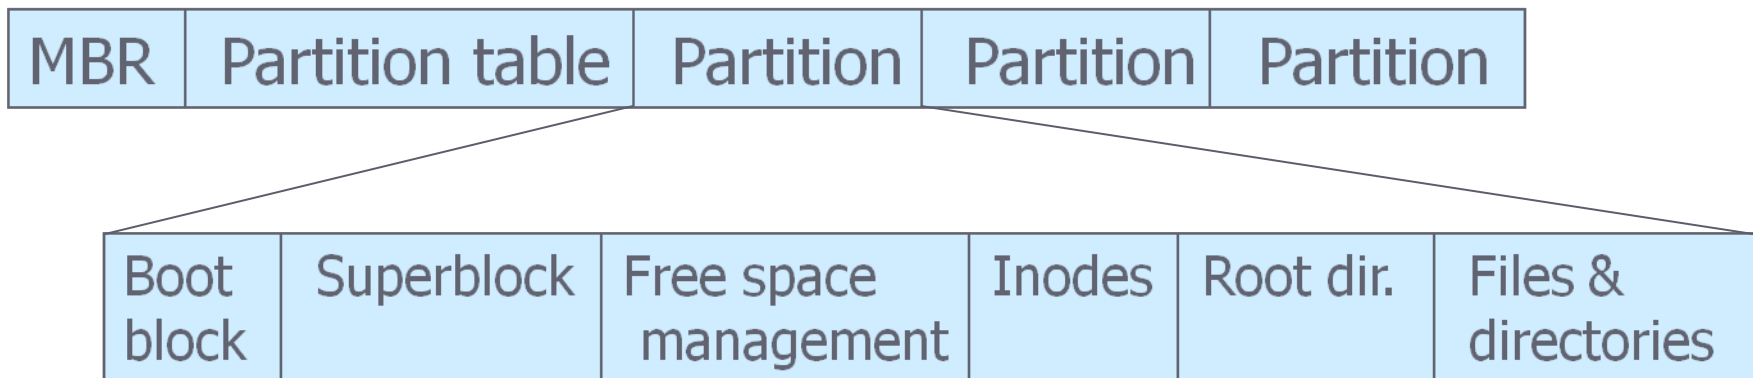 MBR Partition table Partition Partition Partition
Boot block
Superblock
Free space management
Inodes
Root dir.
Files & directories